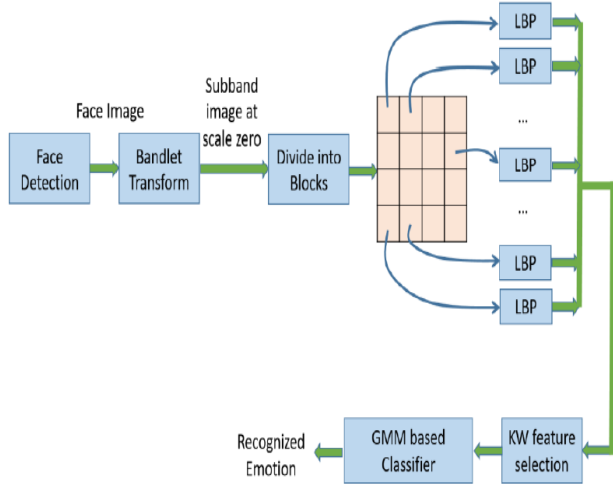 Face Image
Subband
image at
scale zero
Face
Detection
Bandlet
Transform
Divide into
Blocks
LBP
LBP
...
LBP
...
LBP
LBP
KW feature
selection
GMM based
Classifier
Recognized
Emotion